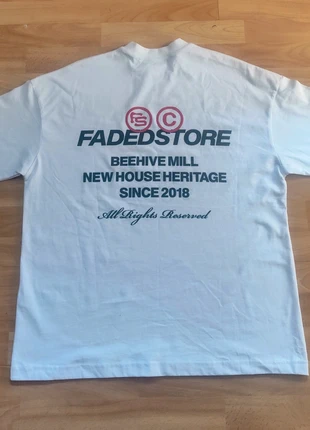 FS C
FADEDSTORE
BEEHIVE MILL
NEW HOUSE HERITAGE
SINCE 2018
All Rights Reserved